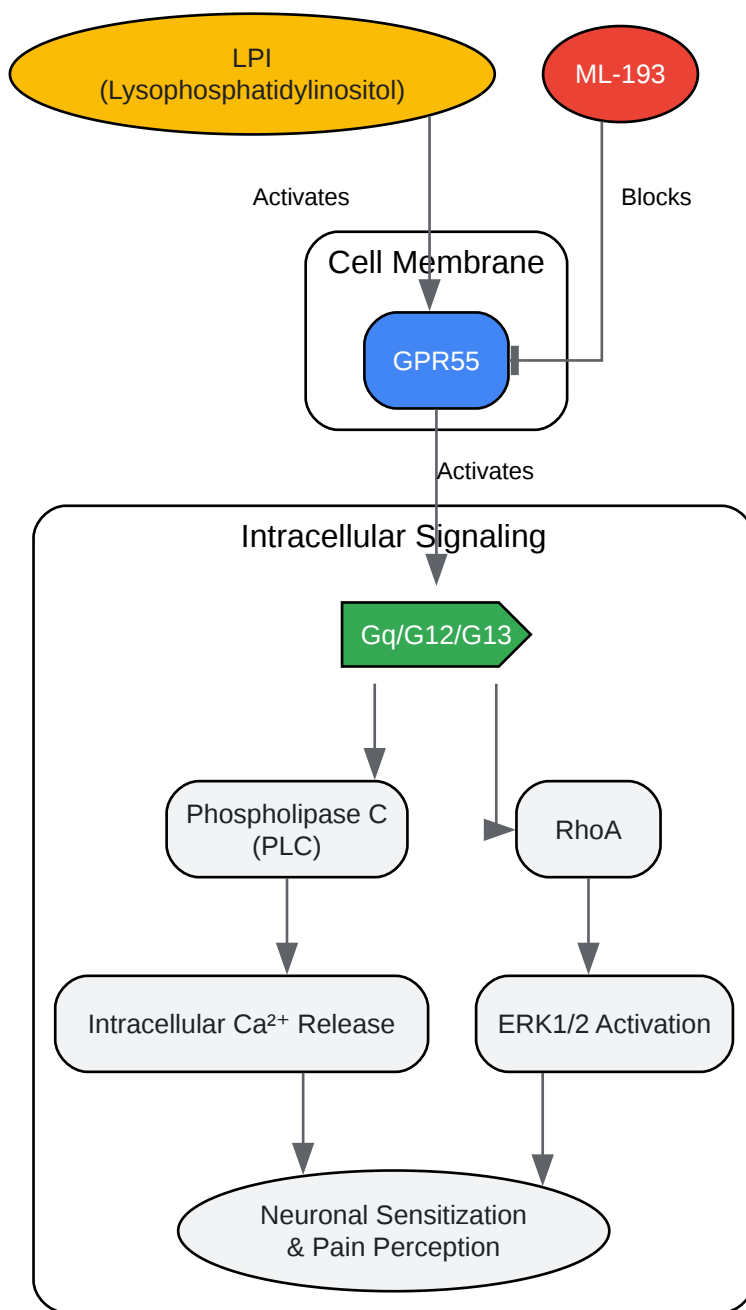 LPI
(Lysophosphatidylinositol)
ML-193
Activates
Blocks
Cell Membrane
GPR55
Activates
Intracellular Signaling
Gq/G12/G13
Phospholipase C
(PLC)
RhoA
Intracellular Ca²⁺ Release
ERK1/2 Activation
Neuronal Sensitization
& Pain Perception